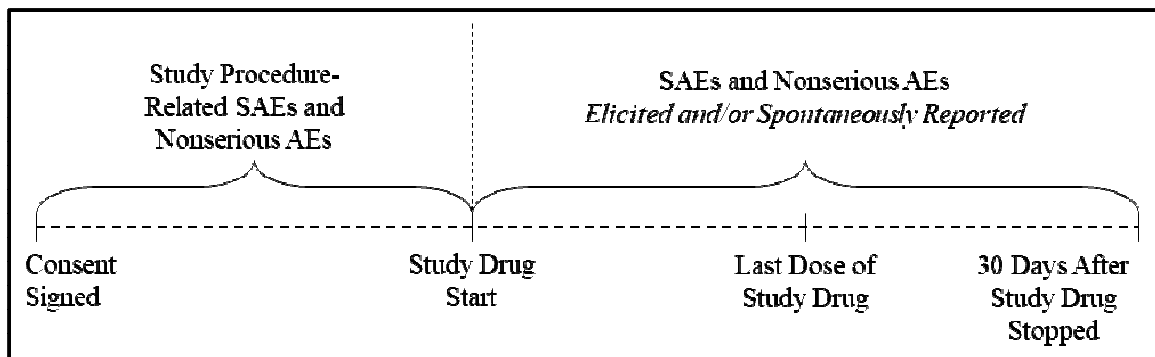 Study Procedure-
Related SAEs and
Nonserious AEs
SAEs and Nonserious AEs
Elicited and/or Spontaneously Reported
Consent
Signed
Study Drug
Start
Last Dose of
Study Drug
30 Days After
Study Drug
Stopped